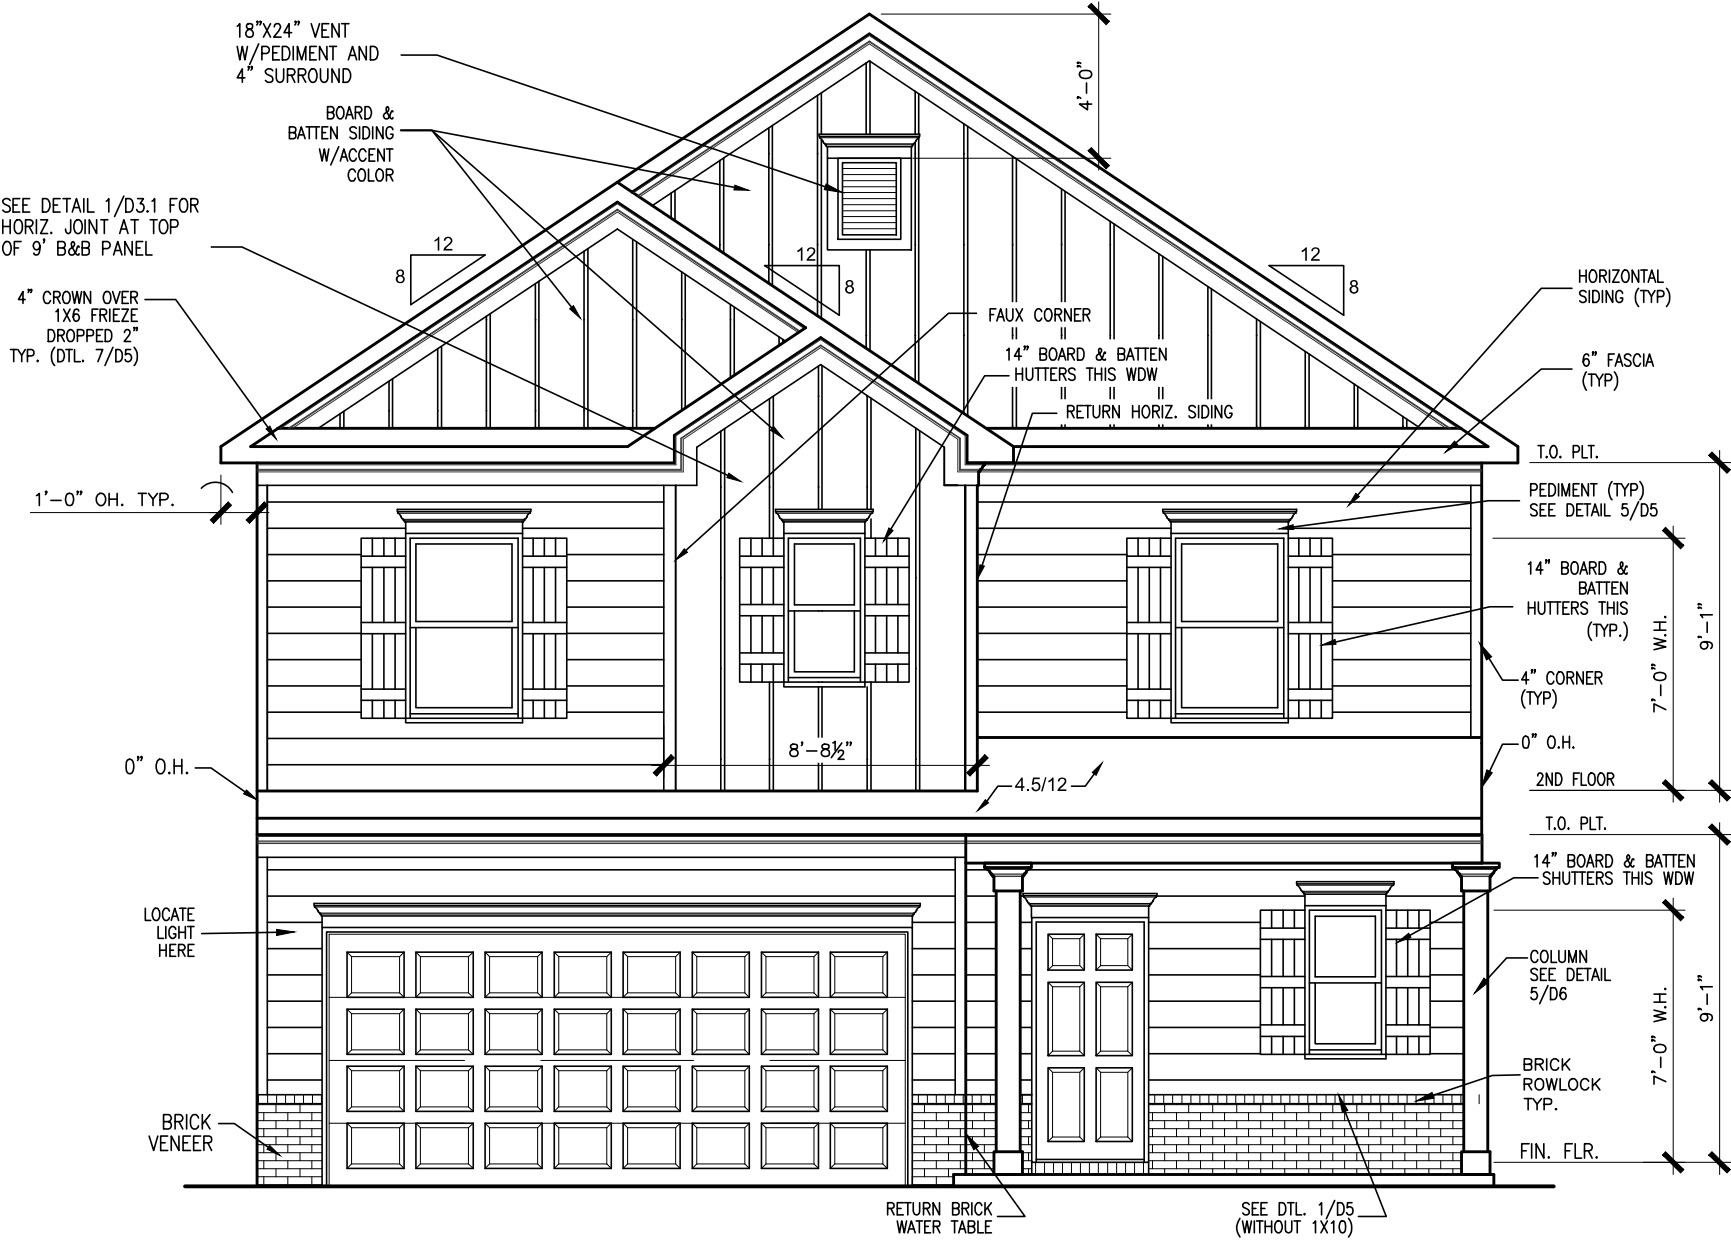 18"X24" VENT
W/PEDIMENT AND
4" SURROUND
BOARD &
BATTEN SIDING
W/ACCENT
COLOR
SEE DETAIL 1/D3.1 FOR
HORIZ. JOINT AT TOP
OF 9' B&B PANEL
4" CROWN OVER
1X6 FRIEZE
DROPPED 2"
TYP. (DTL. 7/D5)
12
8
12
8
12
8
4'-0"
FAUX CORNER
14" BOARD & BATTEN
HUTTERS THIS WDW
RETURN HORIZ. SIDING
HORIZONTAL
SIDING (TYP)
6" FASCIA
(TYP)
T.O. PLT.
1'-0" OH. TYP.
PEDIMENT (TYP)
SEE DETAIL 5/D5
14" BOARD &
BATTEN
HUTTERS THIS
(TYP.)
7'-0" W.H.
9'-1"
4" CORNER
(TYP)
8'-8½"
0" O.H.
0" O.H.
4.5/12
2ND FLOOR
T.O. PLT.
14" BOARD & BATTEN
SHUTTERS THIS WDW
LOCATE
LIGHT
HERE
COLUMN
SEE DETAIL
5/D6
7'-0" W.H.
9'-1"
BRICK
ROWLOCK
TYP.
BRICK
VENEER
FIN. FLR.
RETURN BRICK
WATER TABLE
SEE DTL. 1/D5
(WITHOUT 1X10)